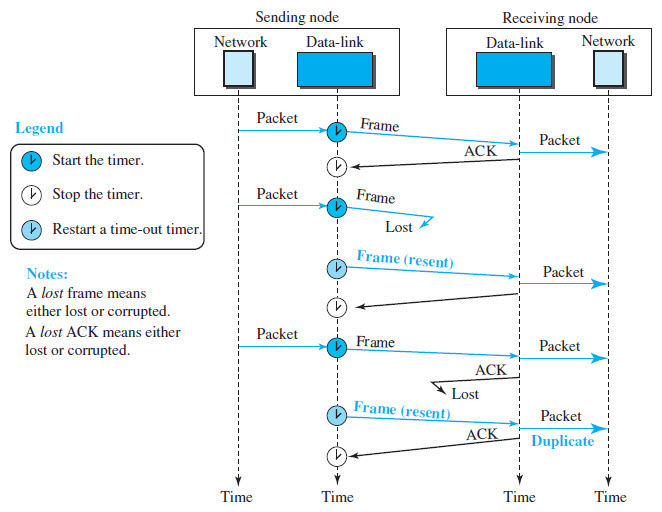 Sending node
Receiving node
Network
Data-link
Data-link
Network
Legend
Start the timer.
Stop the timer.
Restart a time-out timer.
Notes:
A lost frame means
either lost or corrupted.
A lost ACK means either
lost or corrupted.
Packet
Frame
Packet
ACK
Packet
Frame
Lost
Frame (resent)
Packet
Packet
Frame
Packet
ACK
Lost
Frame (resent)
Packet
ACK
Duplicate
Time
Time
Time
Time